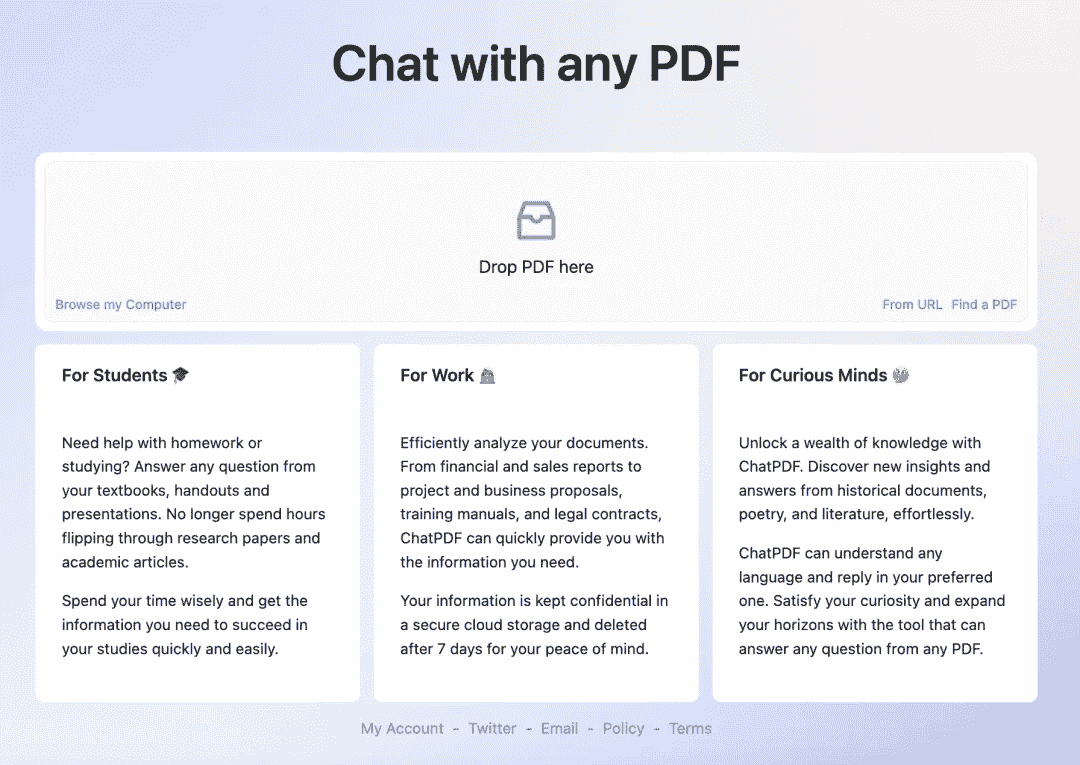 Chat with any PDF
Drop PDF here
Browse my Computer
From URL Find a PDF
For Students 🎓
Need help with homework or
studying? Answer any question from
your textbooks, handouts and
presentations. No longer spend hours
flipping through research papers and
academic articles.
Spend your time wisely and get the
information you need to succeed in
your studies quickly and easily.
For Work
Efficiently analyze your documents.
From financial and sales reports to
project and business proposals,
training manuals, and legal contracts,
ChatPDF can quickly provide you with
the information you need.
Your information is kept confidential in
a secure cloud storage and deleted
after 7 days for your peace of mind.
For Curious Minds
Unlock a wealth of knowledge with
ChatPDF. Discover new insights and
answers from historical documents,
poetry, and literature, effortlessly.
ChatPDF can understand any
language and reply in your preferred
one. Satisfy your curiosity and expand
your horizons with the tool that can
answer any question from any PDF.
My Account - Twitter - Email - Policy - Terms